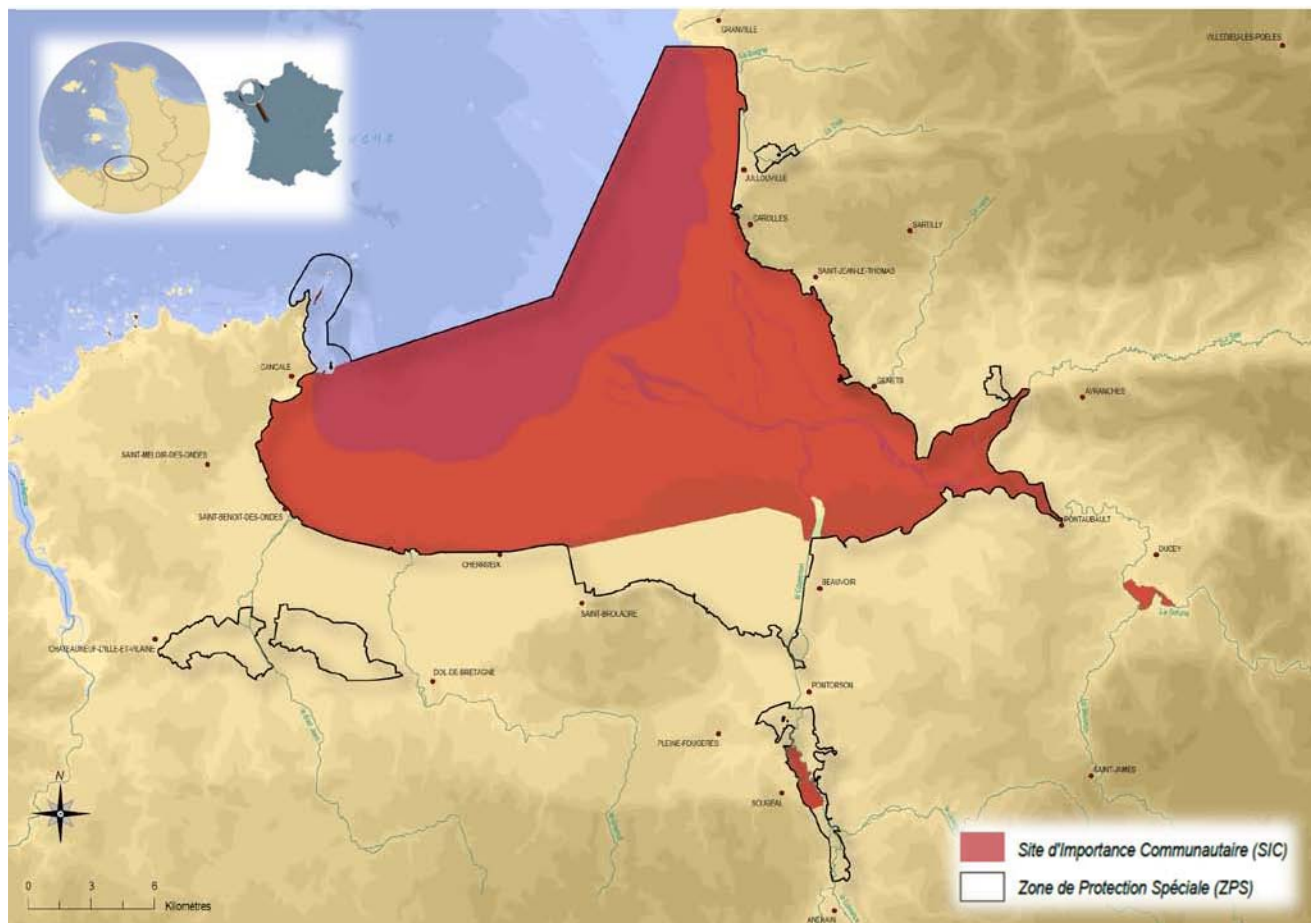 GRANVILLE
VILLEDIEU-LES-POELES
JULLOUVILLE
CAROLLES
SARTILLY
SAINT-JEAN-LE-THOMAS
CANCALE
GENETS
AVRANCHES
SAINT-MELOIR-DES-ONDES
SAINT-BENOIT-DES-ONDES
PONTAUBAULT
DUCEY
CHERRUEIX
BEAUVOIR
SAINT-BROLADRE
La Sélune
CHATEAUNEUF-D'ILLE-ET-VILAINE
DOL-DE-BRETAGNE
PONTORSON
PLEINE-FOUGERES
SAINT-JAMES
SOUGEAL
N
Site d'Importance Communautaire (SIC)
Zone de Protection Spéciale (ZPS)
0 3 6
Kilomètres
ANTRAIN